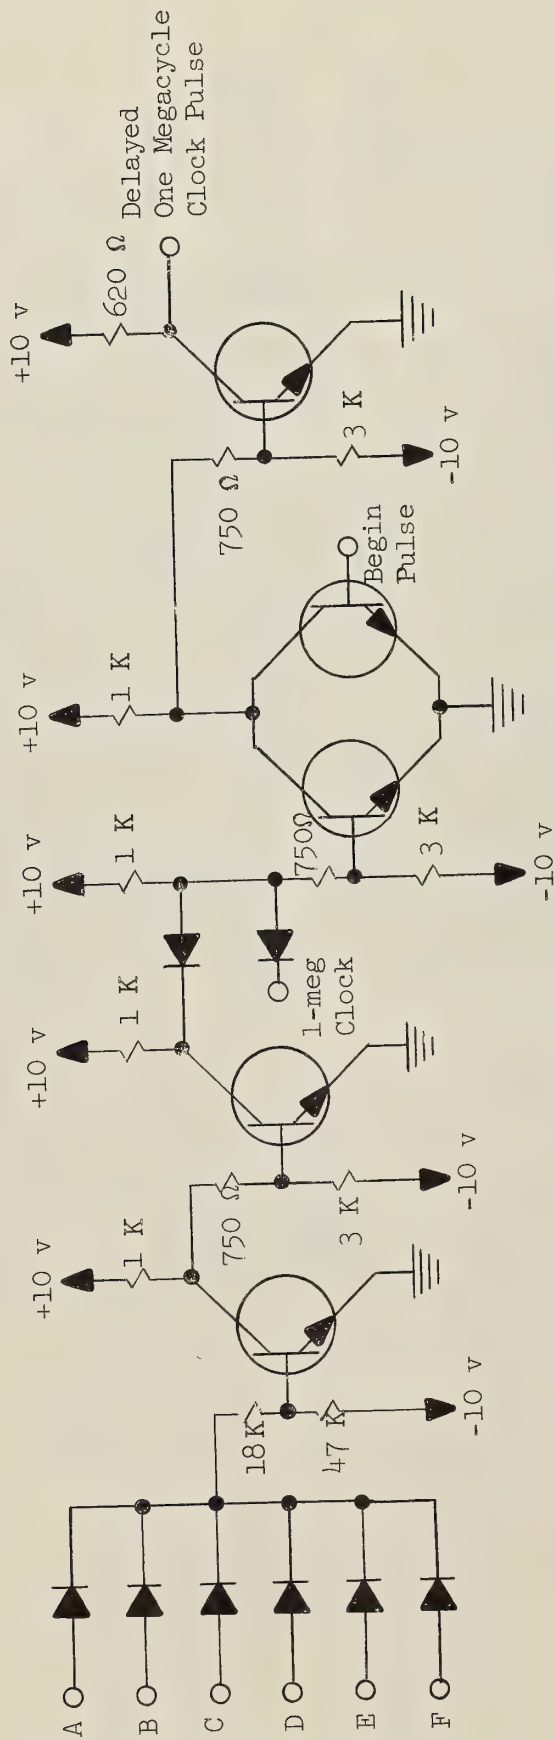 A
B
C
D
E
F
18K
47 K
-10 v
+10 v
1 K
750 Ω
3 K
-10 v
+10 v
1 K
1-meg
Clock
+10 v
1 K
750Ω
3 K
-10 v
+10 v
1 K
Begin
Pulse
750 Ω
3 K
-10 v
+10 v
620 Ω
Delayed
One Megacycle
Clock Pulse